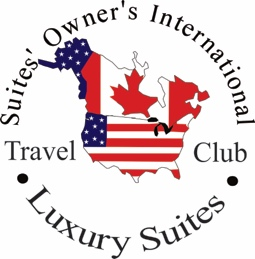 Suites' Owner's International
Travel Club
• Luxury Suites •